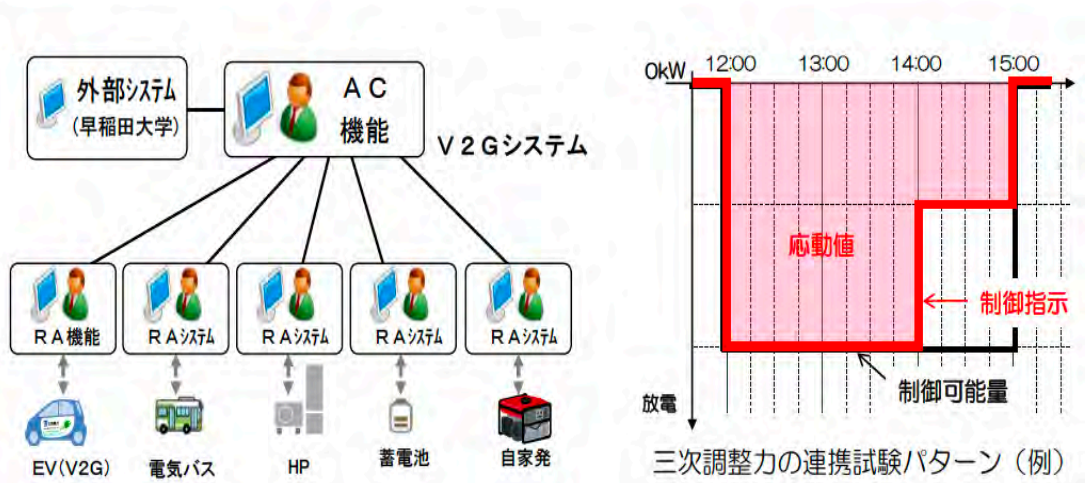 外部システム
(早稲田大学)
ＡＣ
機能
Ｖ２Ｇシステム
ＲＡ機能
ＲＡシステム
ＲＡシステム
ＲＡシステム
ＲＡシステム
EV(V2G)
電気バス
HP
蓄電池
自家発
0kW
12:00
13:00
14:00
15:00
応動値
制御指示
制御可能量
放電
三次調整力の連携試験パターン（例）